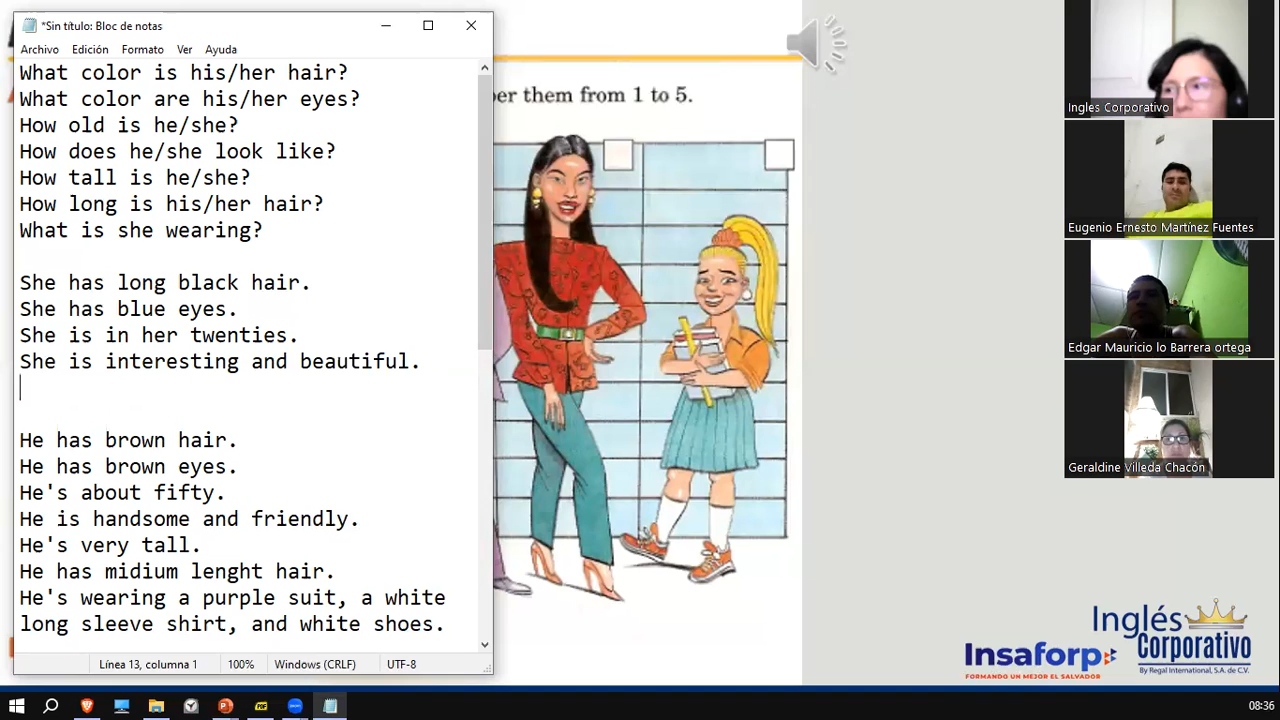 *Sin título: Bloc de notas
Archivo Edición Formato Ver Ayuda
What color is his/her hair?
What color are his/her eyes?
How old is he/she?
How does he/she look like?
How tall is he/she?
How long is his/her hair?
What is she wearing?
She has long black hair.
She has blue eyes.
She is in her twenties.
She is interesting and beautiful.
He has brown hair.
He has brown eyes.
He's about fifty.
He is handsome and friendly.
He's very tall.
He has midium lenght hair.
He's wearing a purple suit, a white
long sleeve shirt, and white shoes.
Línea 13, columna 1 100% Windows (CRLF) UTF-8
them from 1 to 5.
Ingles Corporativo
Eugenio Ernesto Martínez Fuentes
Edgar Mauricio lo Barrera ortega
Geraldine Villeda Chacón
Insaforp
FORMANDO UN MEJOR EL SALVADOR
Inglés
Corporativo
By Regal International, S.A. de C.V.
08:36